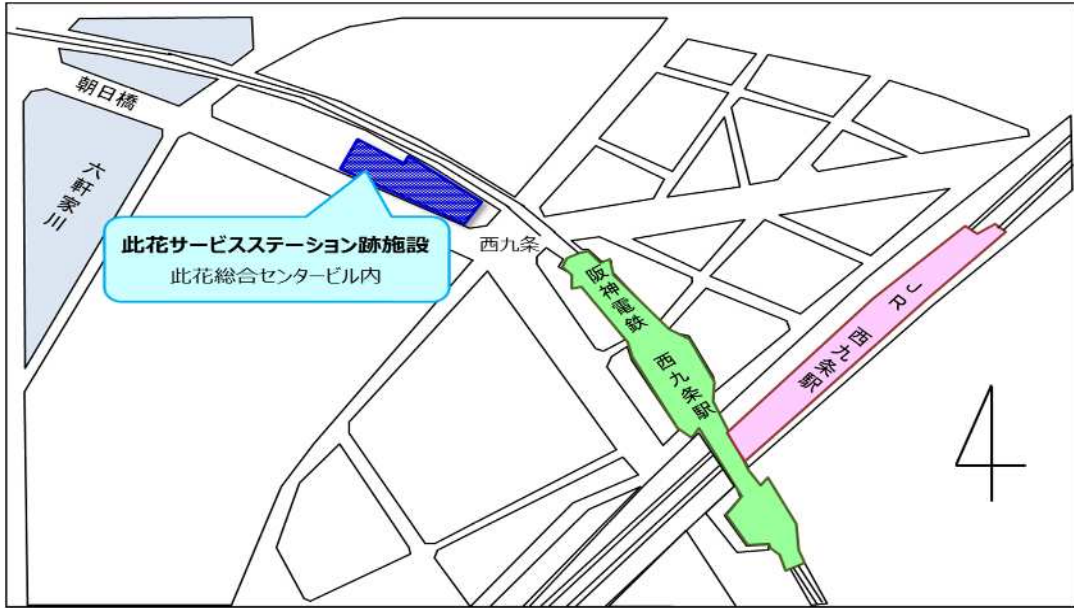 朝日橋
六軒家川
此花サービスステーション跡施設
此花総合センタービル内
西九条
阪神電鉄 西九条駅
JR 西九条駅